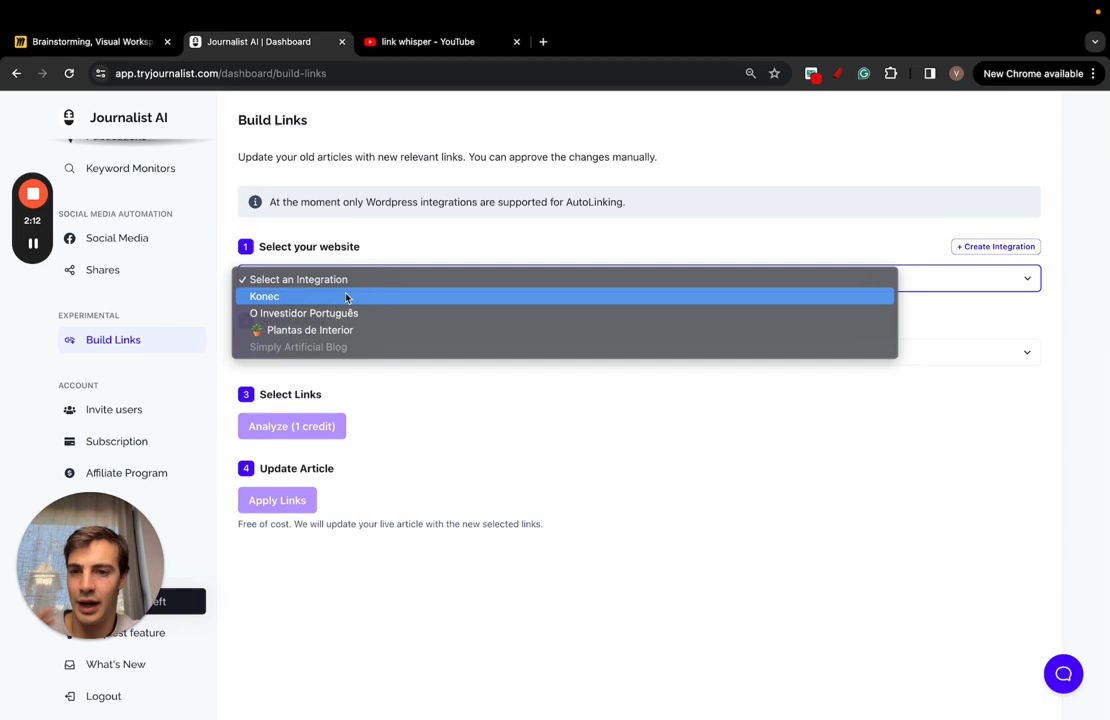 Brainstorming, Visual Worksp
Journalist AI | Dashboard
link whisper - YouTube
app.tryjournalist.com/dashboard/build-links
New Chrome available
V
Journalist AI
Keyword Monitors
SOCIAL MEDIA AUTOMATION
Social Media
Shares
EXPERIMENTAL
Build Links
ACCOUNT
Invite users
Subscription
Affiliate Program
What's New
Logout
2:12
Build Links
Update your old articles with new relevant links. You can approve the changes manually.
At the moment only Wordpress integrations are supported for AutoLinking.
1 Select your website
+ Create Integration
✓ Select an Integration
Konec
O Investidor Português
🪴 Plantas de Interior
Simply Artificial Blog
3 Select Links
Analyze (1 credit)
4 Update Article
Apply Links
Free of cost. We will update your live article with the new selected links.